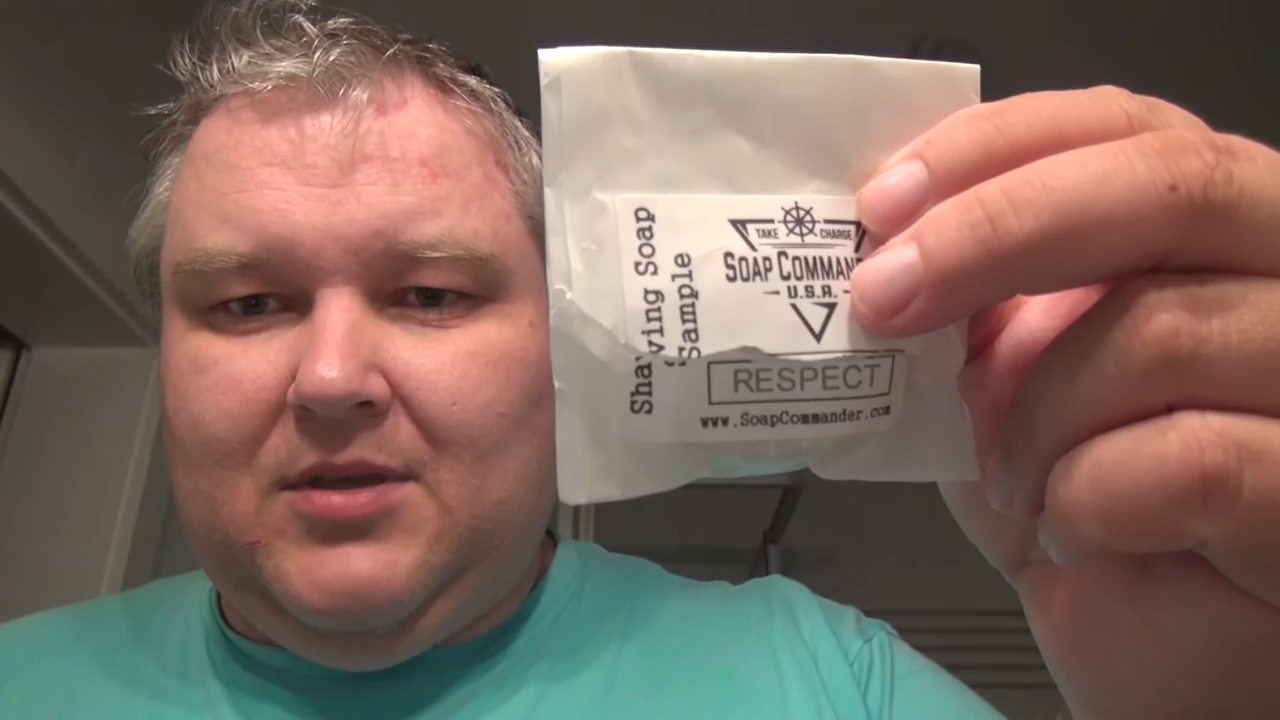 Shaving Soap
Sample
TAKE CHARGE
SOAP COMMAND
U.S.A.
RESPECT
www.SoapCommander.com